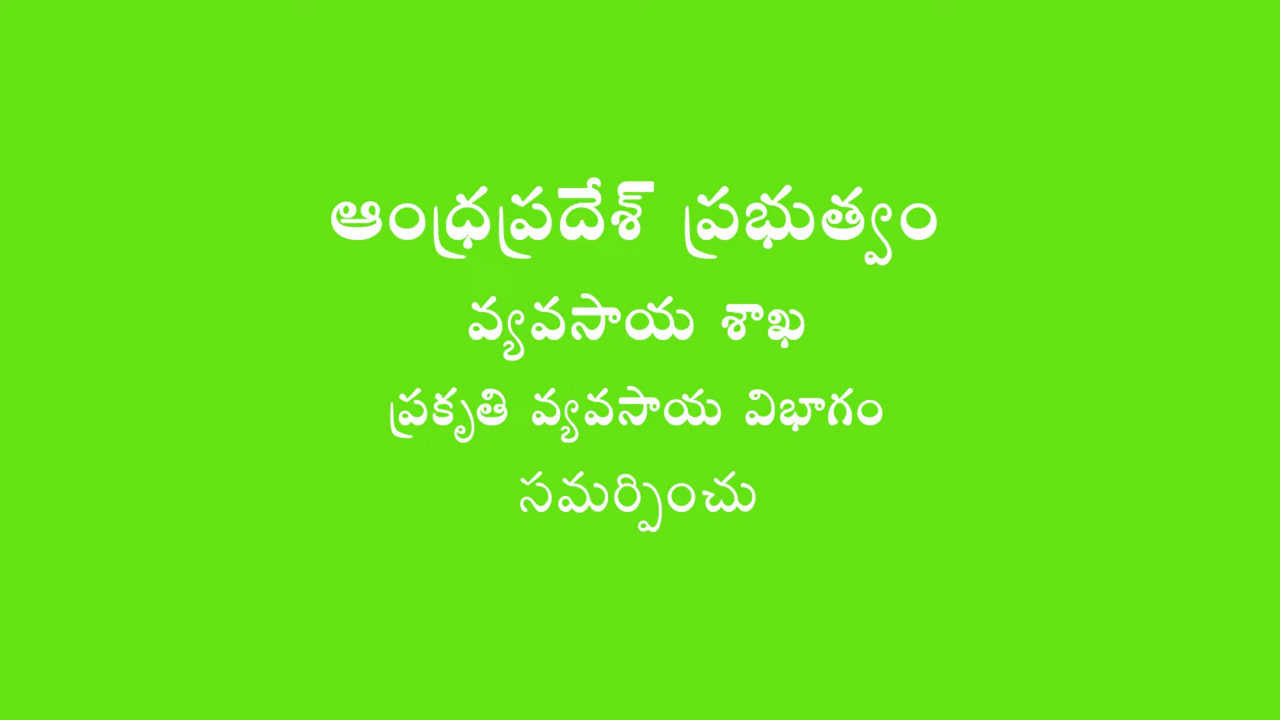 ఆంధ్రప్రదేశ్ ప్రభుత్వం
వ్యవసాయ శాఖ
ప్రకృతి వ్యవసాయ విభాగం
సమర్పించు